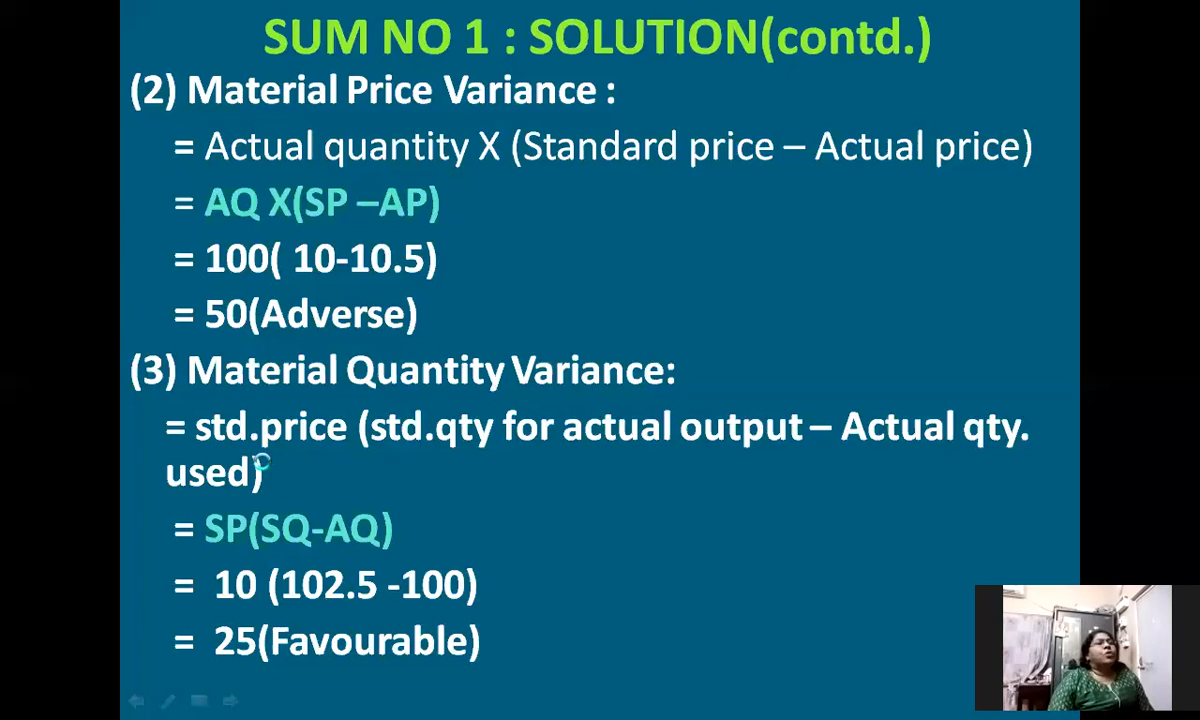 SUM NO 1 : SOLUTION(contd.)
(2) Material Price Variance :
= Actual quantity X (Standard price – Actual price)
= AQ X(SP –AP)
= 100( 10-10.5)
= 50(Adverse)
(3) Material Quantity Variance:
= std.price (std.qty for actual output – Actual qty.
used)
= SP(SQ-AQ)
= 10 (102.5 -100)
= 25(Favourable)